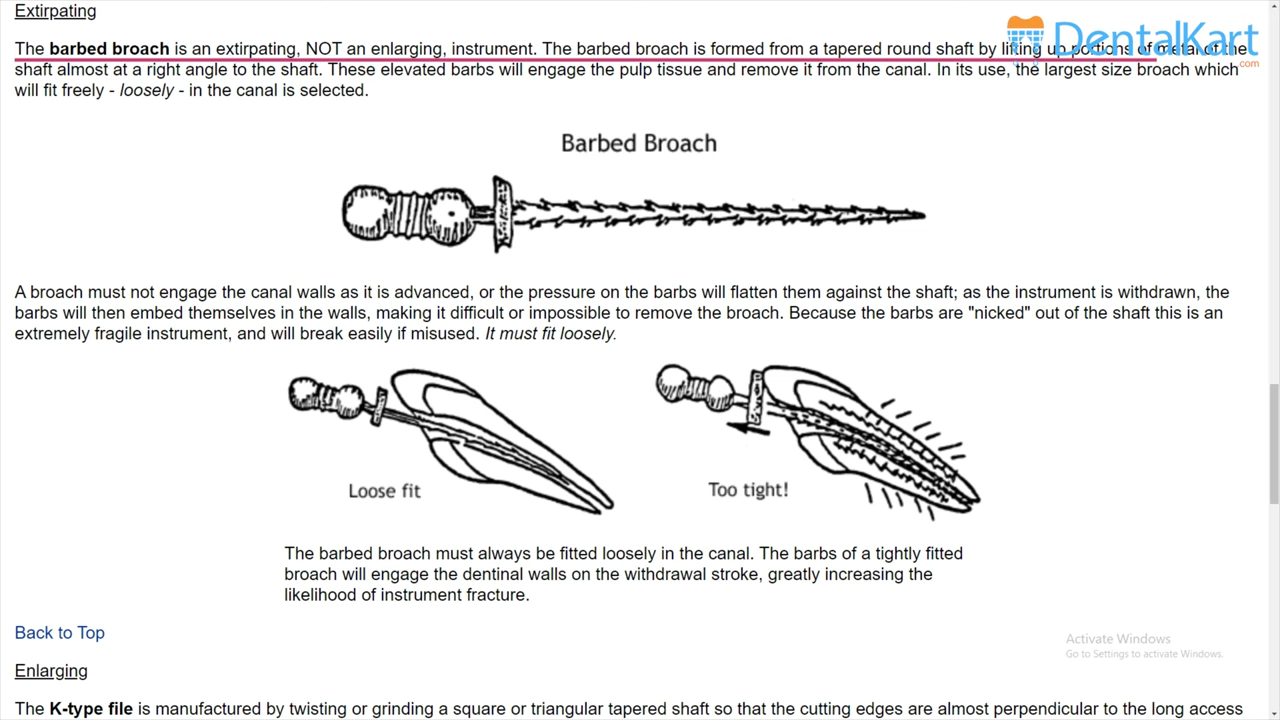 Extirpating
DentalKart
.com
The barbed broach is an extirpating, NOT an enlarging, instrument. The barbed broach is formed from a tapered round shaft by lifting up portions of metal of the
shaft almost at a right angle to the shaft. These elevated barbs will engage the pulp tissue and remove it from the canal. In its use, the largest size broach which
will fit freely - loosely - in the canal is selected.
Barbed Broach
A broach must not engage the canal walls as it is advanced, or the pressure on the barbs will flatten them against the shaft; as the instrument is withdrawn, the
barbs will then embed themselves in the walls, making it difficult or impossible to remove the broach. Because the barbs are "nicked" out of the shaft this is an
extremely fragile instrument, and will break easily if misused. It must fit loosely.
Loose fit
Too tight!
The barbed broach must always be fitted loosely in the canal. The barbs of a tightly fitted
broach will engage the dentinal walls on the withdrawal stroke, greatly increasing the
likelihood of instrument fracture.
Back to Top
Activate Windows
Go to Settings to activate Windows.
Enlarging
The K-type file is manufactured by twisting or grinding a square or triangular tapered shaft so that the cutting edges are almost perpendicular to the long access